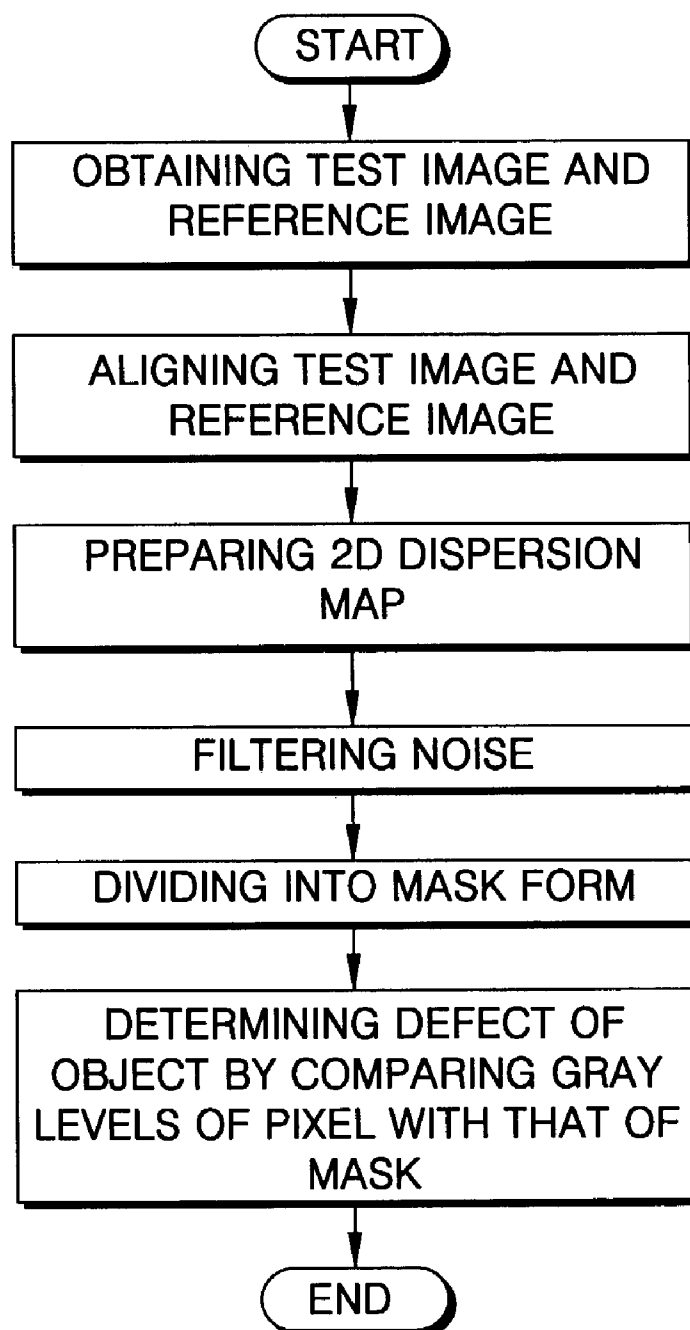 START
OBTAINING TEST IMAGE AND
REFERENCE IMAGE
ALIGNING TEST IMAGE AND
REFERENCE IMAGE
PREPARING 2D DISPERSION
MAP
FILTERING NOISE
DIVIDING INTO MASK FORM
DETERMINING DEFECT OF
OBJECT BY COMPARING GRAY
LEVELS OF PIXEL WITH THAT OF
MASK
END